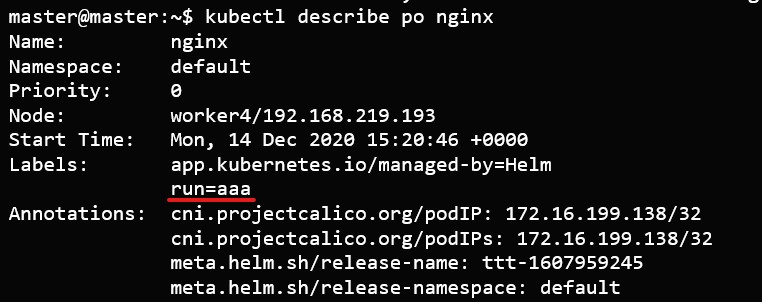 master@master:~$ kubectl describe po nginx
Name:         nginx
Namespace:    default
Priority:     0
Node:         worker4/192.168.219.193
Start Time:   Mon, 14 Dec 2020 15:20:46 +0000
Labels:       app.kubernetes.io/managed-by=Helm
              run=aaa
Annotations:  cni.projectcalico.org/podIP: 172.16.199.138/32
              cni.projectcalico.org/podIPs: 172.16.199.138/32
              meta.helm.sh/release-name: ttt-1607959245
              meta.helm.sh/release-namespace: default